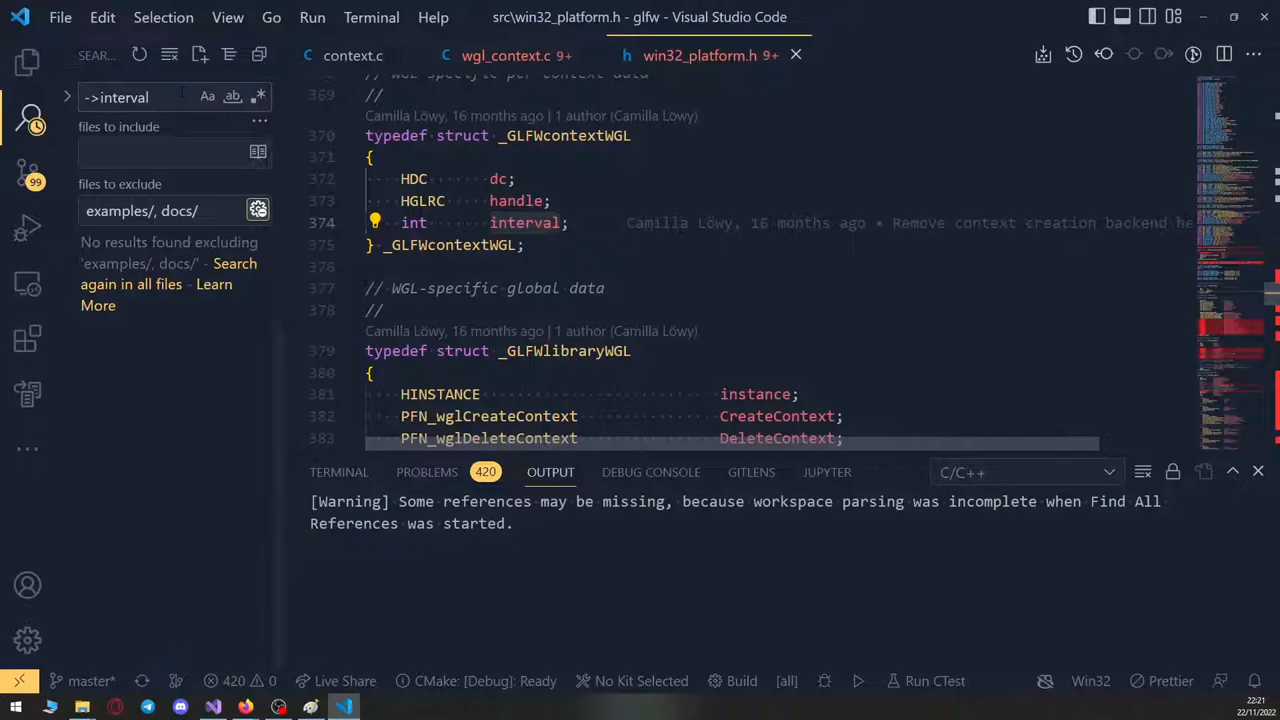 File Edit Selection View Go Run Terminal Help src\win32_platform.h - glfw - Visual Studio Code
SEAR...
context.c wgl_context.c 9+ win32_platform.h 9+
->interval
files to include
files to exclude
examples/, docs/
No results found excluding
'examples/, docs/' - Search
again in all files - Learn
More
99
// WGL-specific per-context data
369 //
Camilla Löwy, 16 months ago | 1 author (Camilla Löwy)
370 typedef struct _GLFWcontextWGL
371 {
372 HDC dc;
373 HGLRC handle;
374 int interval; Camilla Löwy, 16 months ago • Remove context creation backend he
375 } _GLFWcontextWGL;
376
377 // WGL-specific global data
378 //
Camilla Löwy, 16 months ago | 1 author (Camilla Löwy)
379 typedef struct _GLFWlibraryWGL
380 {
381 HINSTANCE instance;
382 PFN_wglCreateContext CreateContext;
383 PFN_wglDeleteContext DeleteContext;
TERMINAL PROBLEMS 420 OUTPUT DEBUG CONSOLE GITLENS JUPYTER C/C++
[Warning] Some references may be missing, because workspace parsing was incomplete when Find All
References was started.
master* 420 0 Live Share CMake: [Debug]: Ready No Kit Selected Build [all] Run CTest Win32 Prettier
22:21
22/11/2022